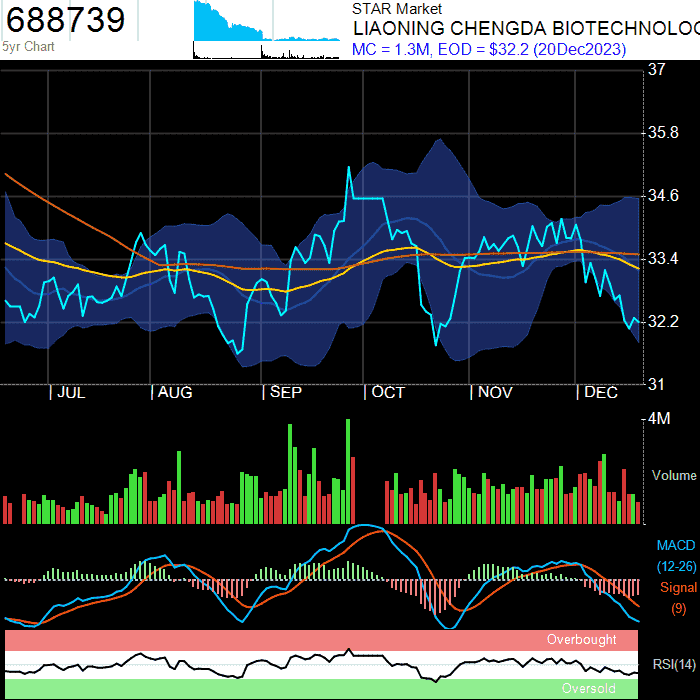 688739
5yr Chart
STAR Market
LIAONING CHENGDA BIOTECHNOLO
MC = 1.3M, EOD = $32.2 (20Dec2023)
37
35.8
34.6
33.4
32.2
31
| JUL | AUG | SEP | OCT | NOV | DEC
4M
Volume
MACD
(12-26)
Signal
(9)
Overbought
RSI(14)
Oversold